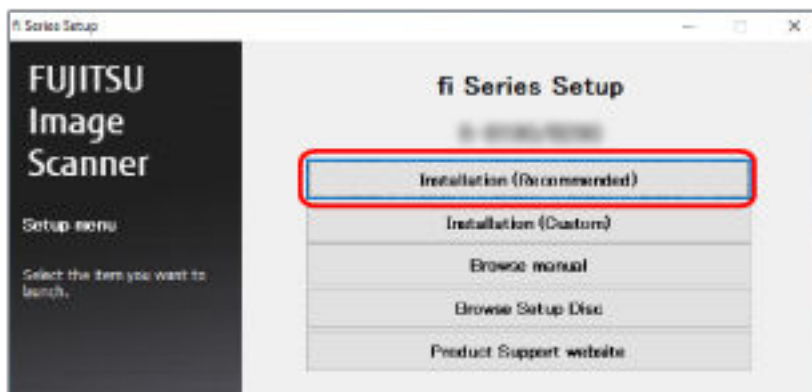 fi Series Setup
FUJITSU
Image
Scanner
Setup menu
Select the item you want to
launch.
fi Series Setup
Installation (Recommended)
Installation (Custom)
Browse manual
Browse Setup Disc
Product Support website